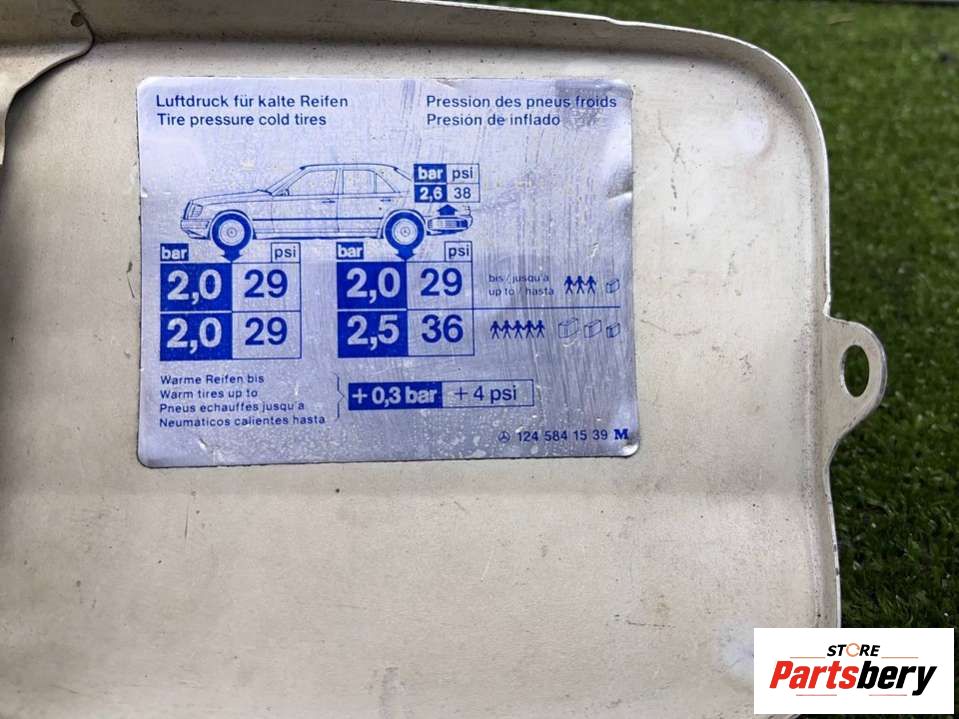 Luftdruck für kalte Reifen
Tire pressure cold tires
Pression des pneus froids
Presión de inflado
bar psi
2,6 38
bar psi
2,0 29
2,0 29
bar psi
2,0 29
2,5 36
bis / jusqu'à
up to / hasta
Warme Reifen bis
Warm tires up to
Pneus echauffés jusqu'a
Neumaticos calientes hasta
+0,3 bar + 4 psi
124 584 15 39 M
STORE
Partsbery